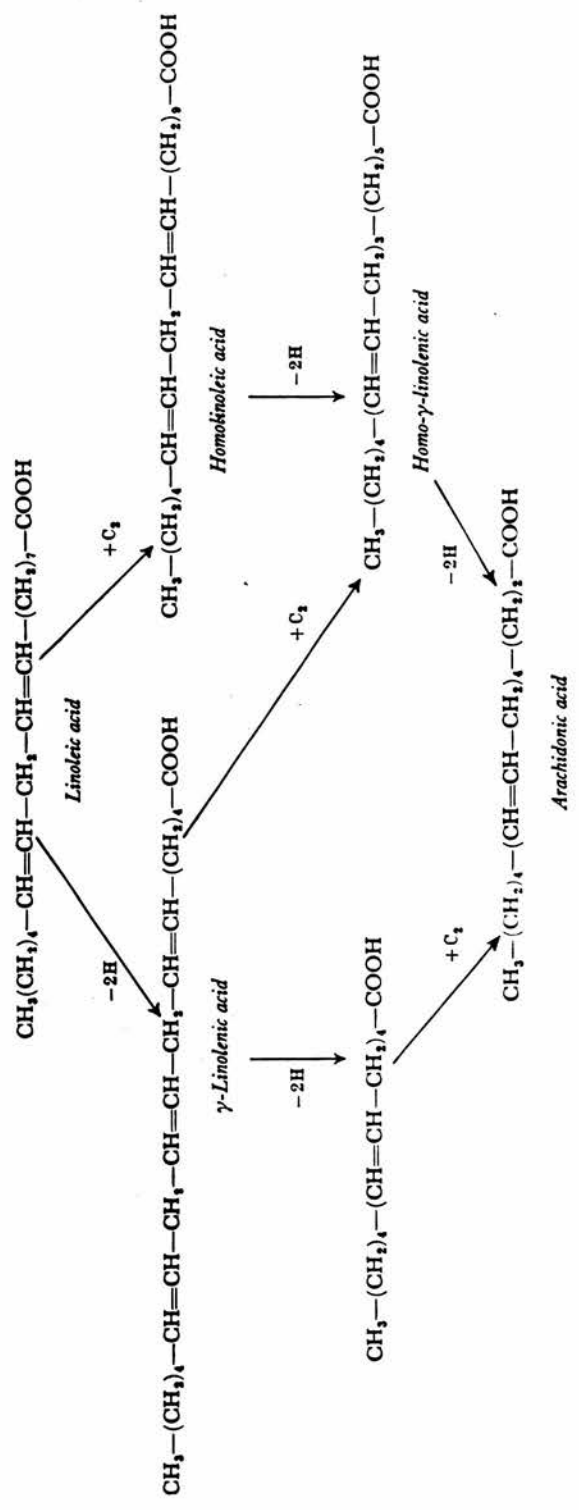 CH₃(CH₂)₄—CH=CH—CH₂—CH=CH—(CH₂)₇—COOH
Linoleic acid
−2H
+C₂
CH₃—(CH₂)₄—CH=CH—CH₂—CH=CH—CH₂—CH=CH—(CH₂)₄—COOH
γ-Linolenic acid
CH₃—(CH₂)₄—CH=CH—CH₂—CH=CH—(CH₂)₉—COOH
Homolinoleic acid
−2H
+C₂
−2H
CH₃—(CH₂)₄—(CH=CH—CH₂)₄—COOH
CH₃—(CH₂)₄—(CH=CH—CH₂)₃—(CH₂)₅—COOH
Homo-γ-linolenic acid
+C₂
−2H
CH₃—(CH₂)₄—(CH=CH—CH₂)₄—(CH₂)₂—COOH
Arachidonic acid